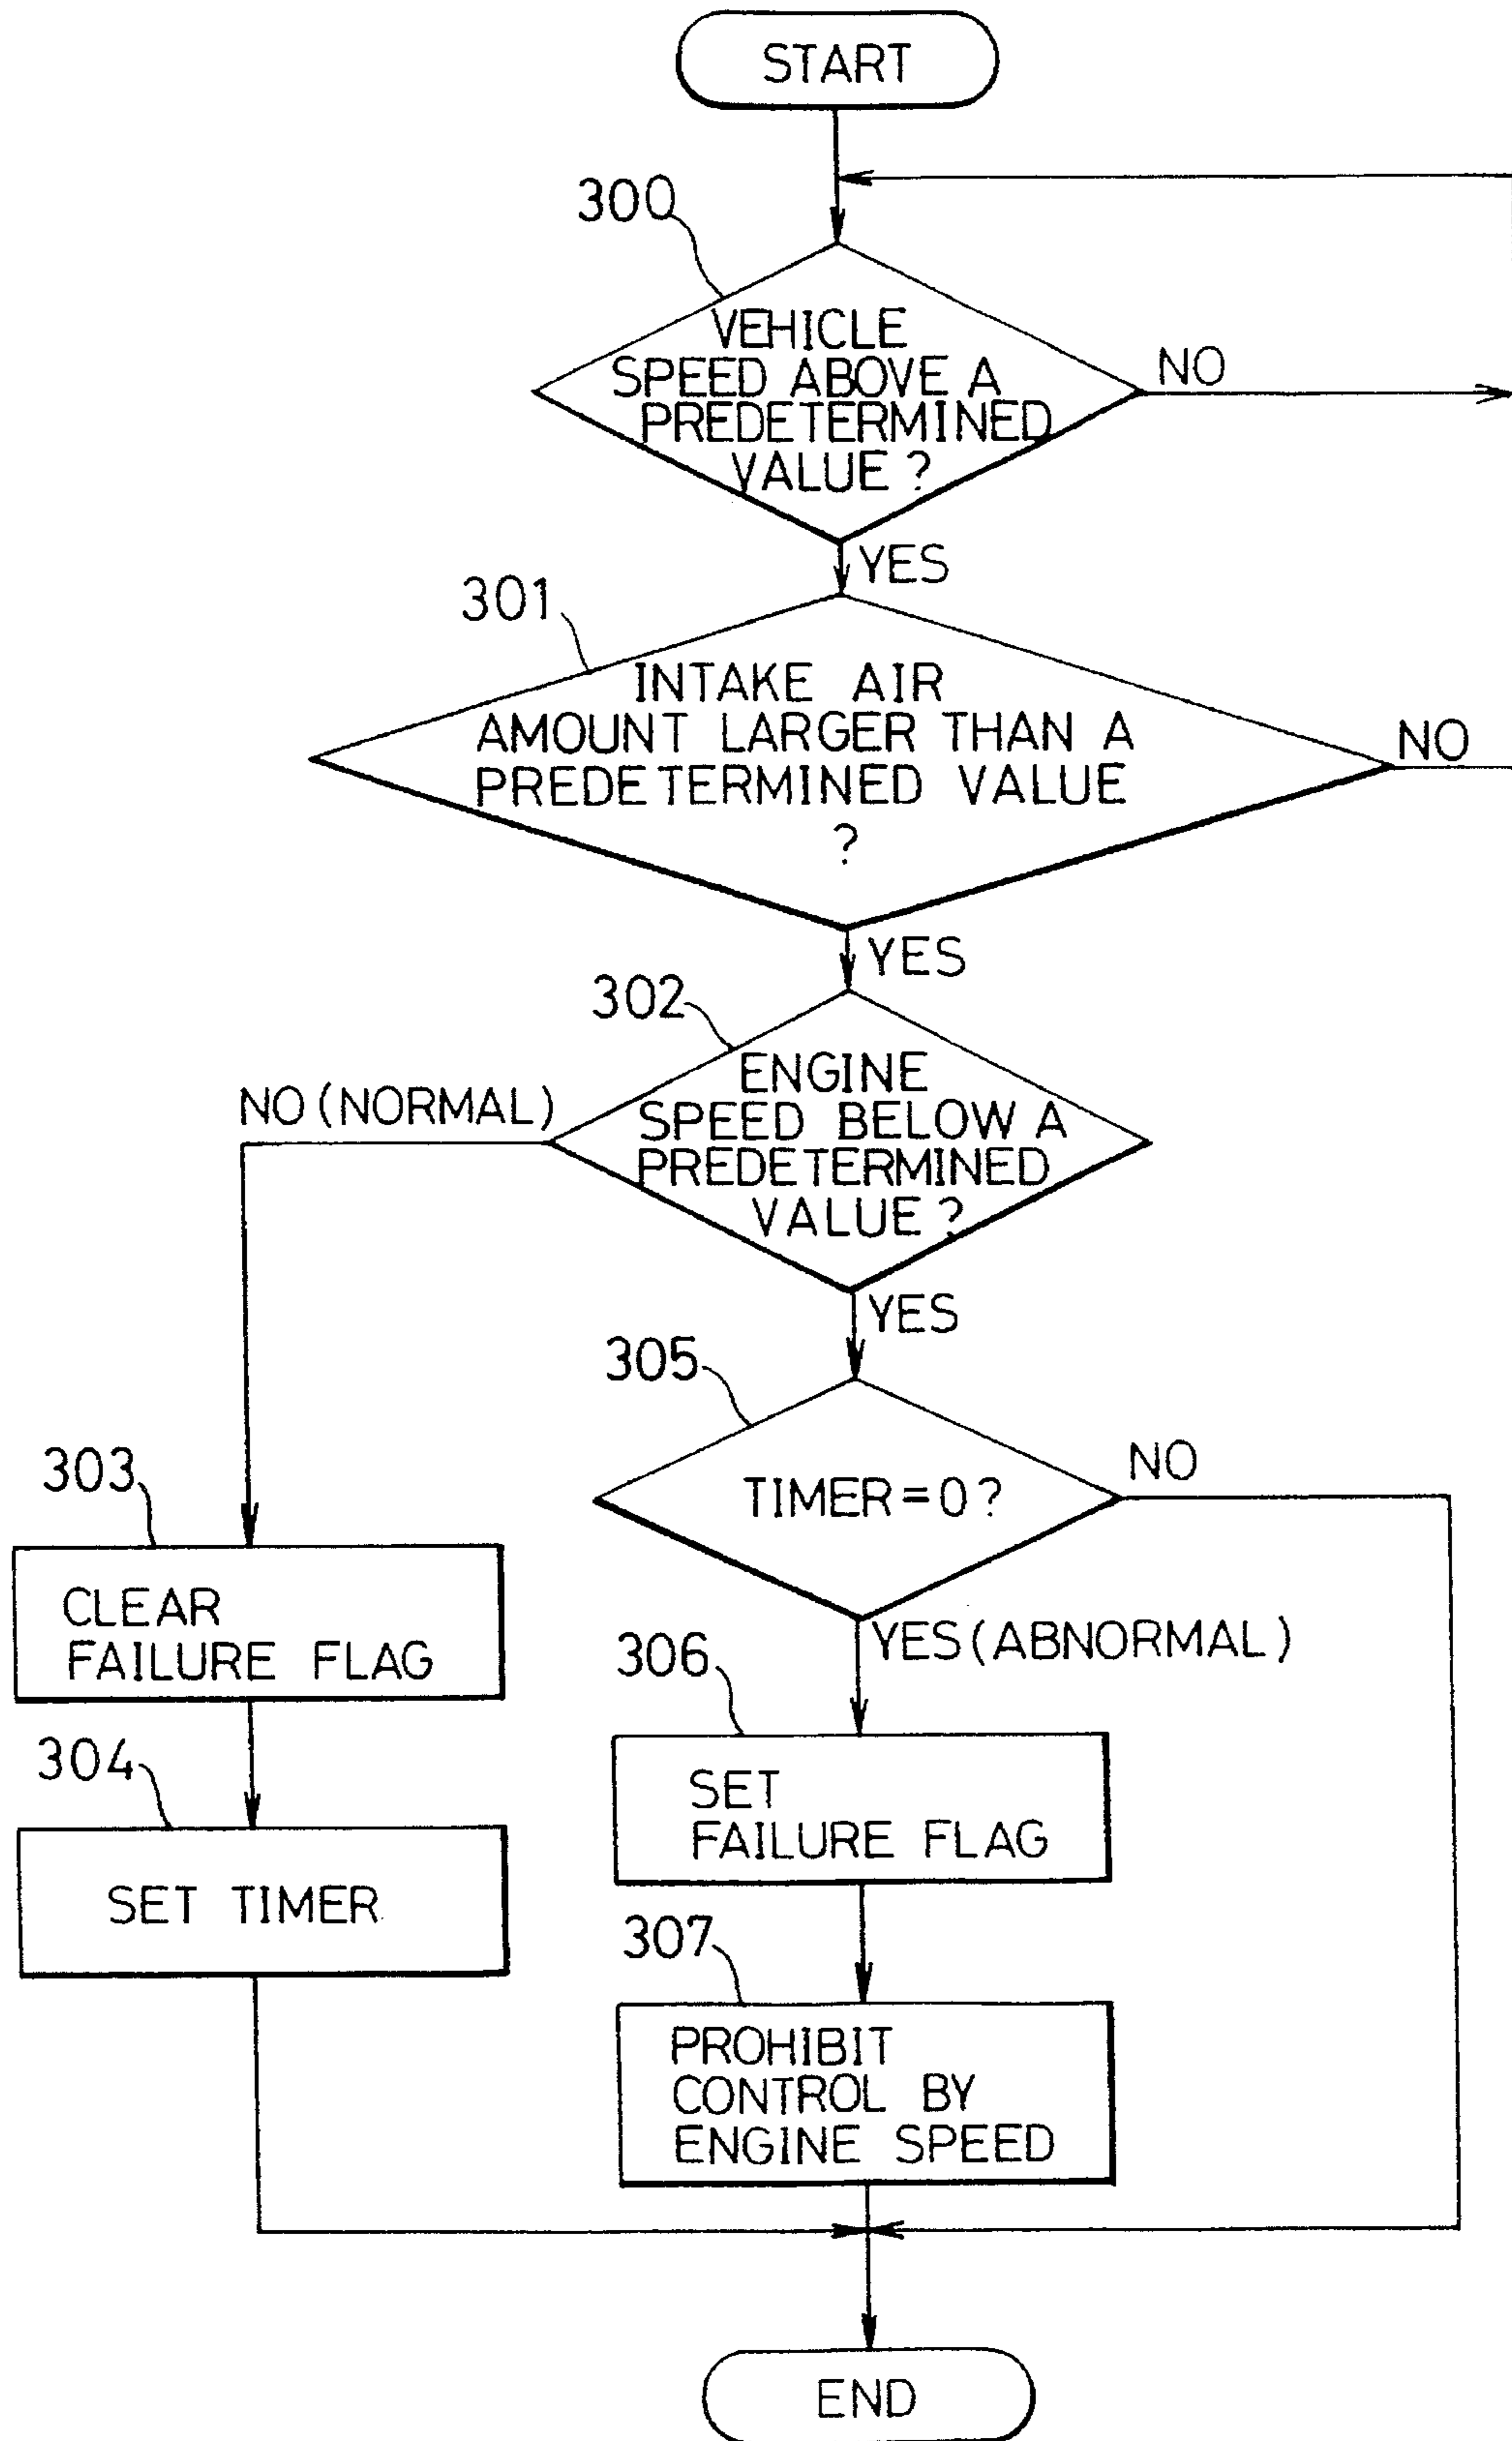 START
300
VEHICLE
SPEED ABOVE A
PREDETERMINED
VALUE ?
NO
YES
301
INTAKE AIR
AMOUNT LARGER THAN A
PREDETERMINED VALUE
?
NO
YES
302
ENGINE
SPEED BELOW A
PREDETERMINED
VALUE ?
NO (NORMAL)
YES
305
TIMER = 0 ?
NO
YES (ABNORMAL)
303
CLEAR
FAILURE FLAG
304
SET TIMER
306
SET
FAILURE FLAG
307
PROHIBIT
CONTROL BY
ENGINE SPEED
END